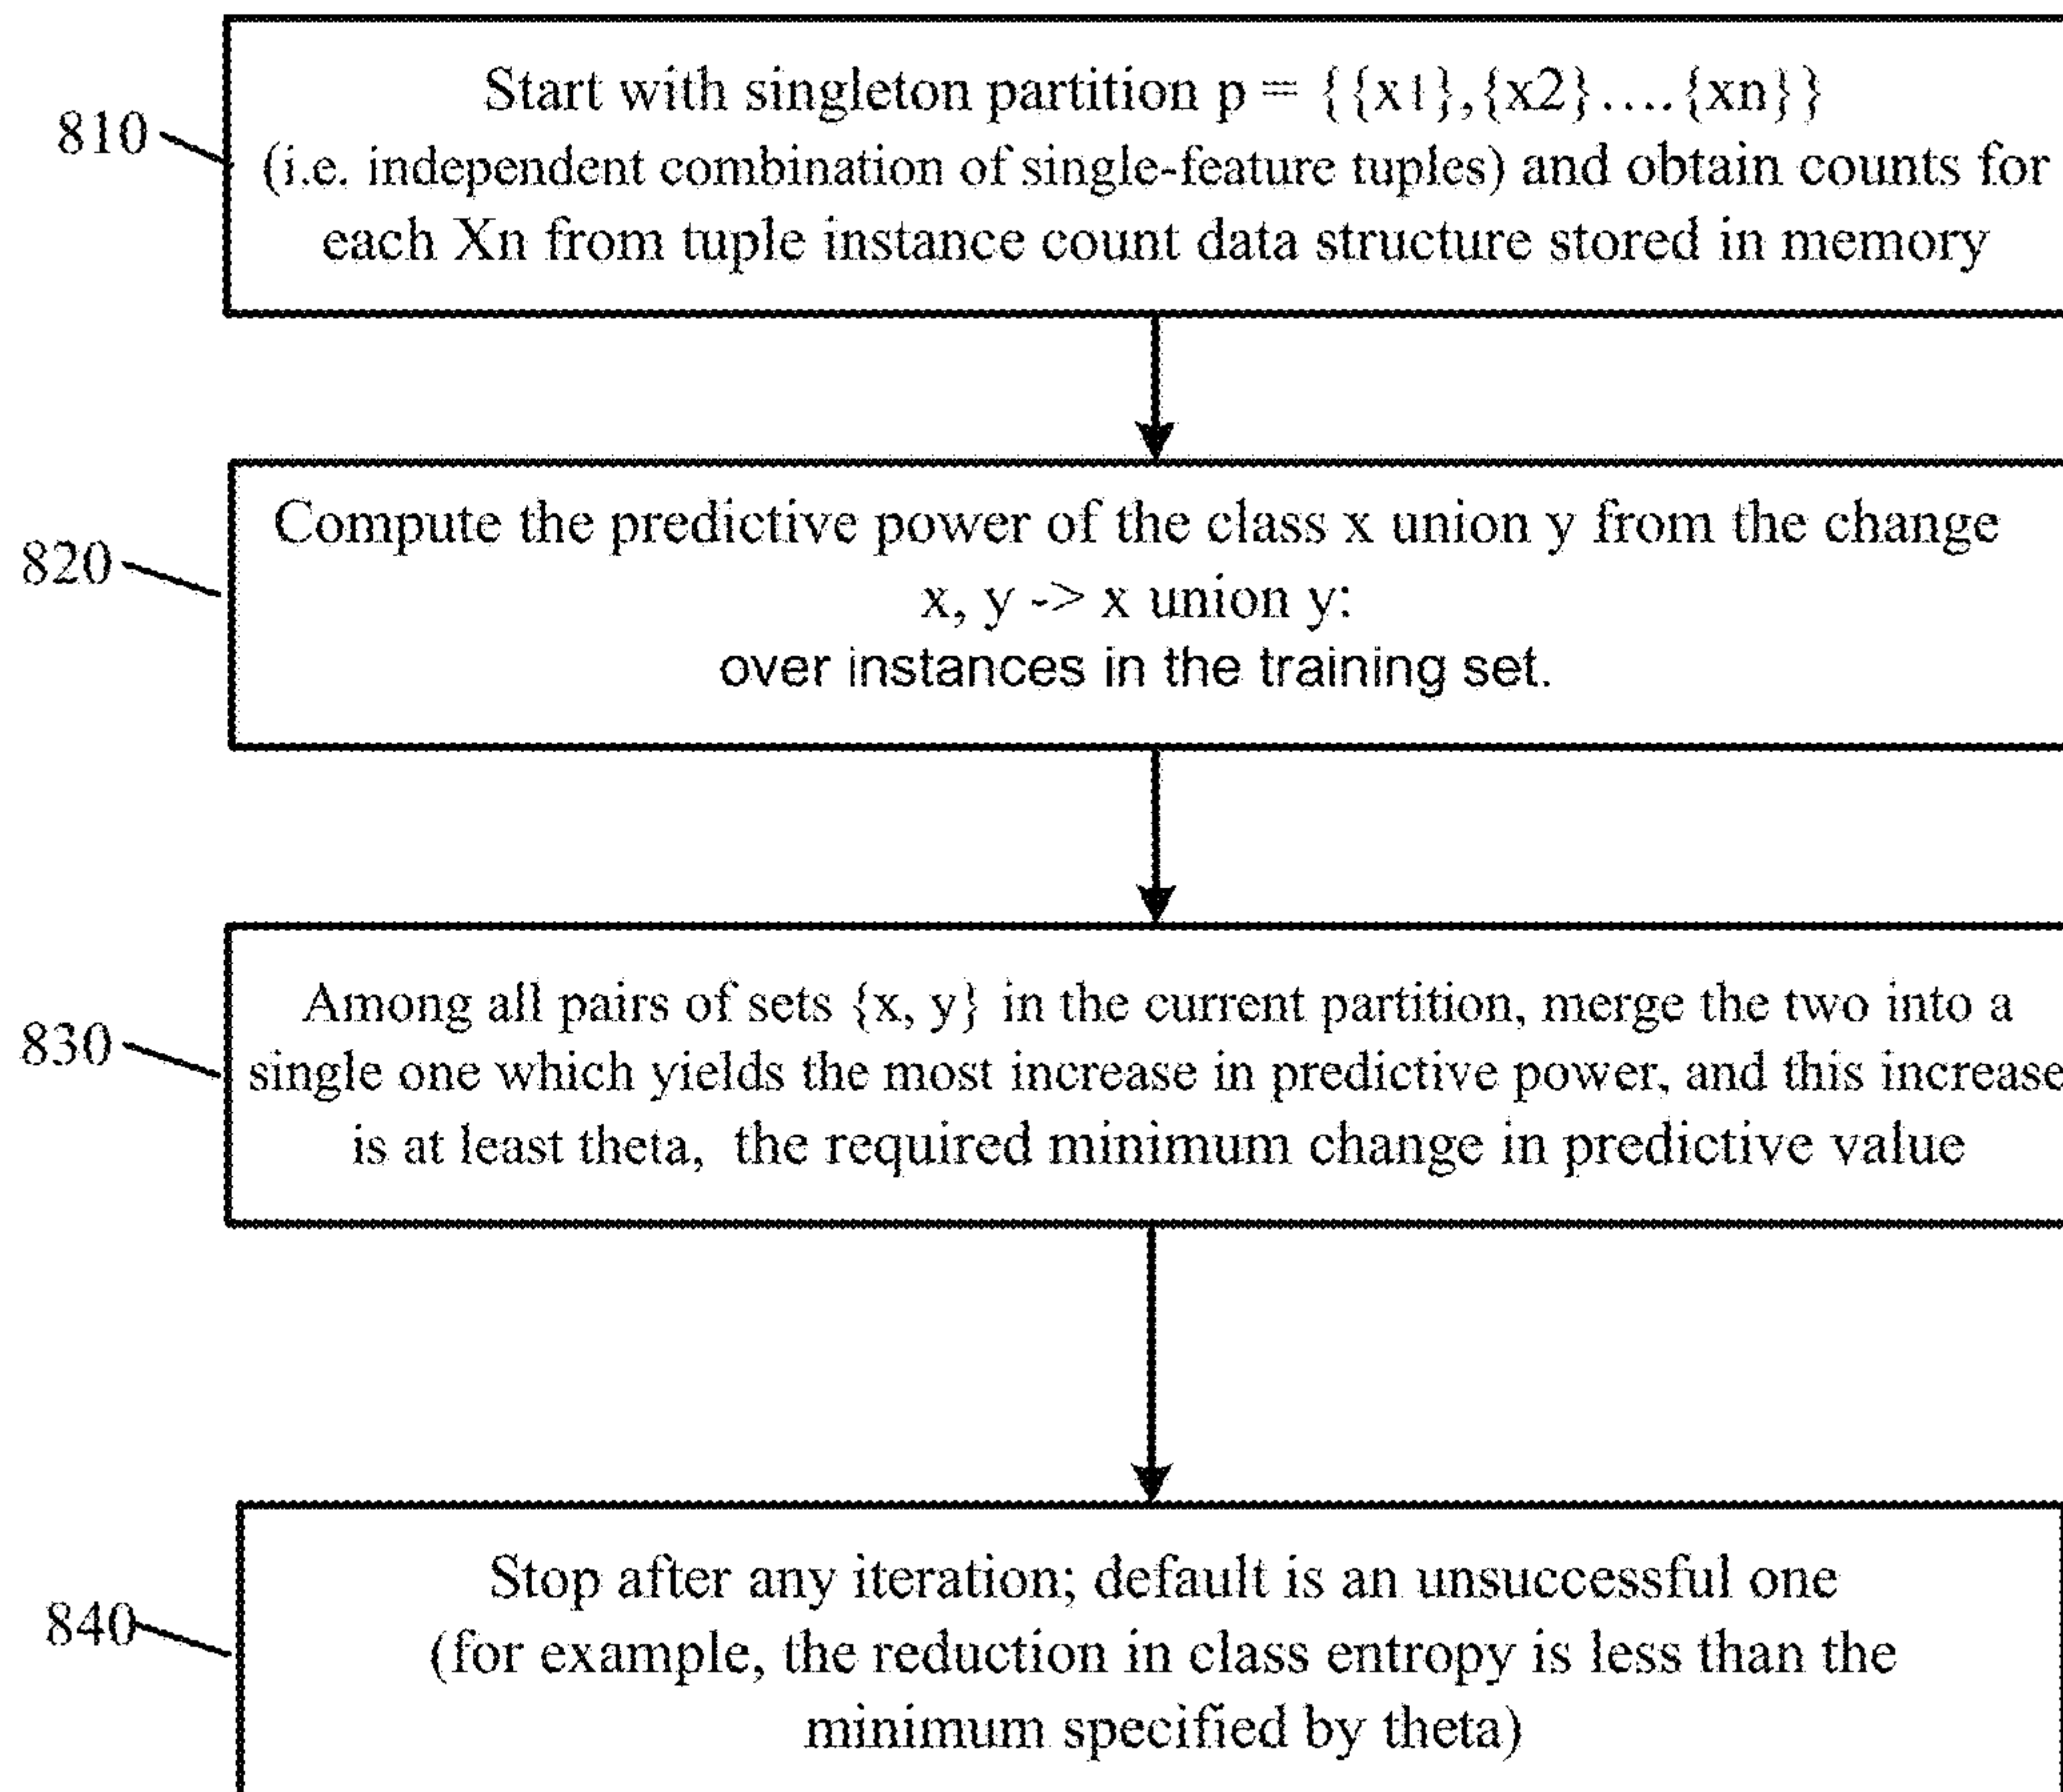 810
Start with singleton partition p = {{x1},{x2}....{xn}}
(i.e. independent combination of single-feature tuples) and obtain counts for
each Xn from tuple instance count data structure stored in memory
820
Compute the predictive power of the class x union y from the change
x, y -> x union y:
over instances in the training set.
830
Among all pairs of sets {x, y} in the current partition, merge the two into a
single one which yields the most increase in predictive power, and this increase
is at least theta, the required minimum change in predictive value
840
Stop after any iteration; default is an unsuccessful one
(for example, the reduction in class entropy is less than the
minimum specified by theta)